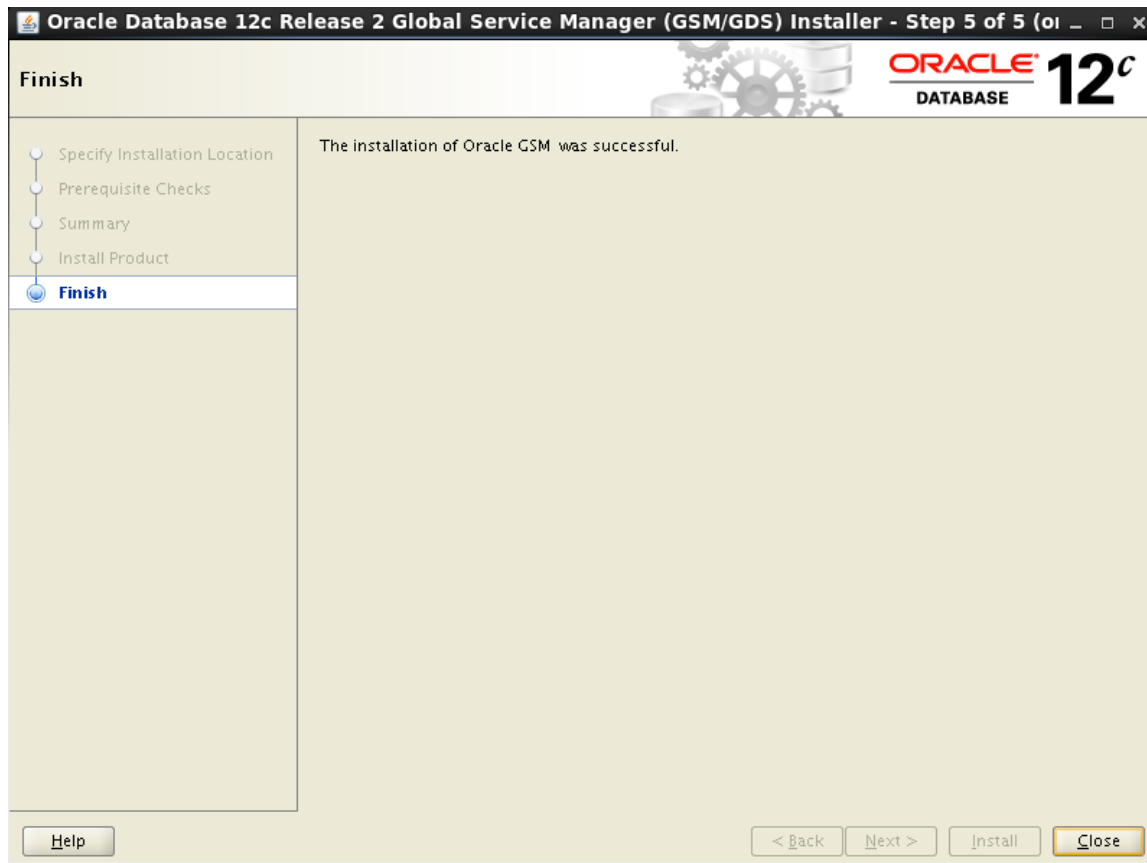 Oracle Database 12c Release 2 Global Service Manager (GSM/GDS) Installer - Step 5 of 5 (or
Finish
ORACLE
DATABASE
12c
Specify Installation Location
Prerequisite Checks
Summary
Install Product
Finish
The installation of Oracle GSM was successful.
Help
< Back
Next >
Install
Close